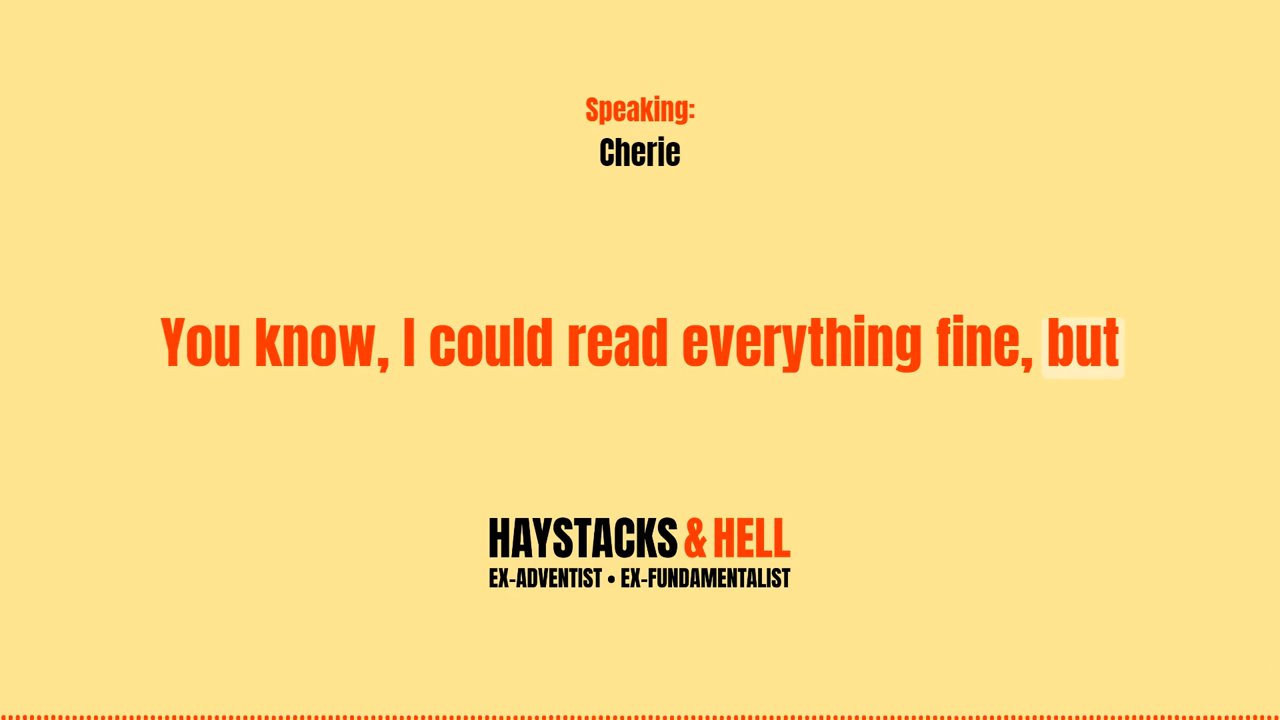 Speaking:
Cherie
You know, I could read everything fine, but
HAYSTACKS & HELL
EX-ADVENTIST • EX-FUNDAMENTALIST